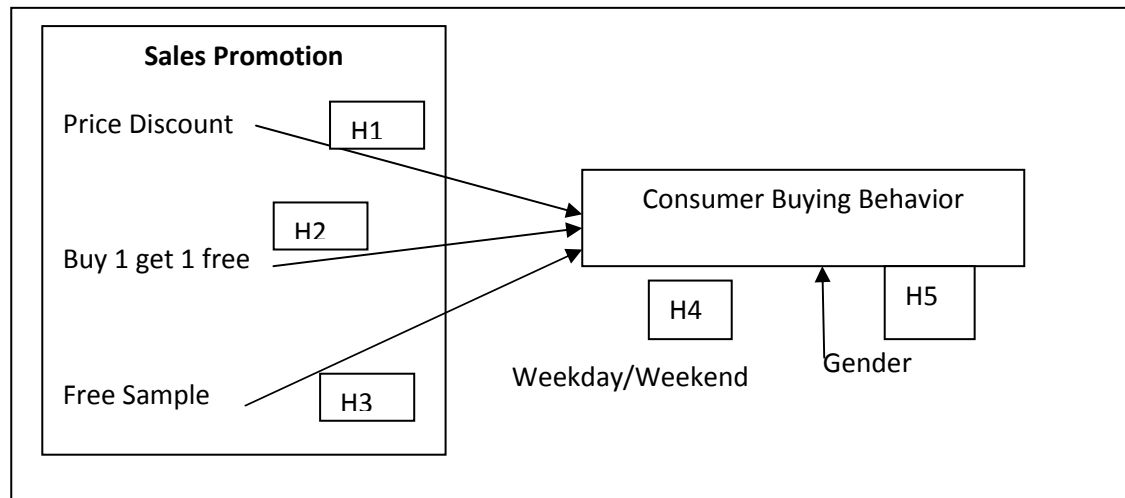 Sales Promotion
Price Discount
H1
Consumer Buying Behavior
H2
Buy 1 get 1 free
H4
H5
Weekday/Weekend
Gender
Free Sample
H3